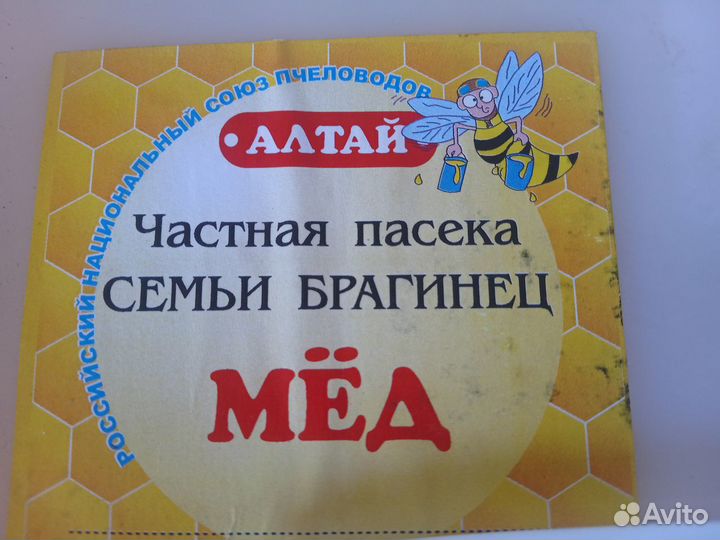 РОССИЙСКИЙ НАЦИОНАЛЬНЫЙ СОЮЗ ПЧЕЛОВОДОВ
• АЛТАЙ •
Частная пасека
СЕМЬИ БРАГИНЕЦ
МЁД
Avito